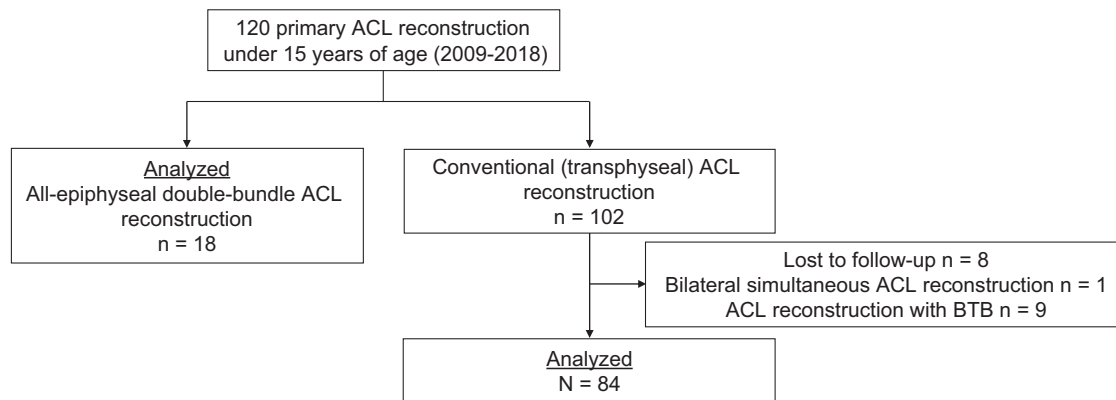 120 primary ACL reconstruction
under 15 years of age (2009-2018)
Analyzed
All-epiphyseal double-bundle ACL
reconstruction
n = 18
Conventional (transphyseal) ACL
reconstruction
n = 102
Lost to follow-up n = 8
Bilateral simultaneous ACL reconstruction n = 1
ACL reconstruction with BTB n = 9
Analyzed
N = 84